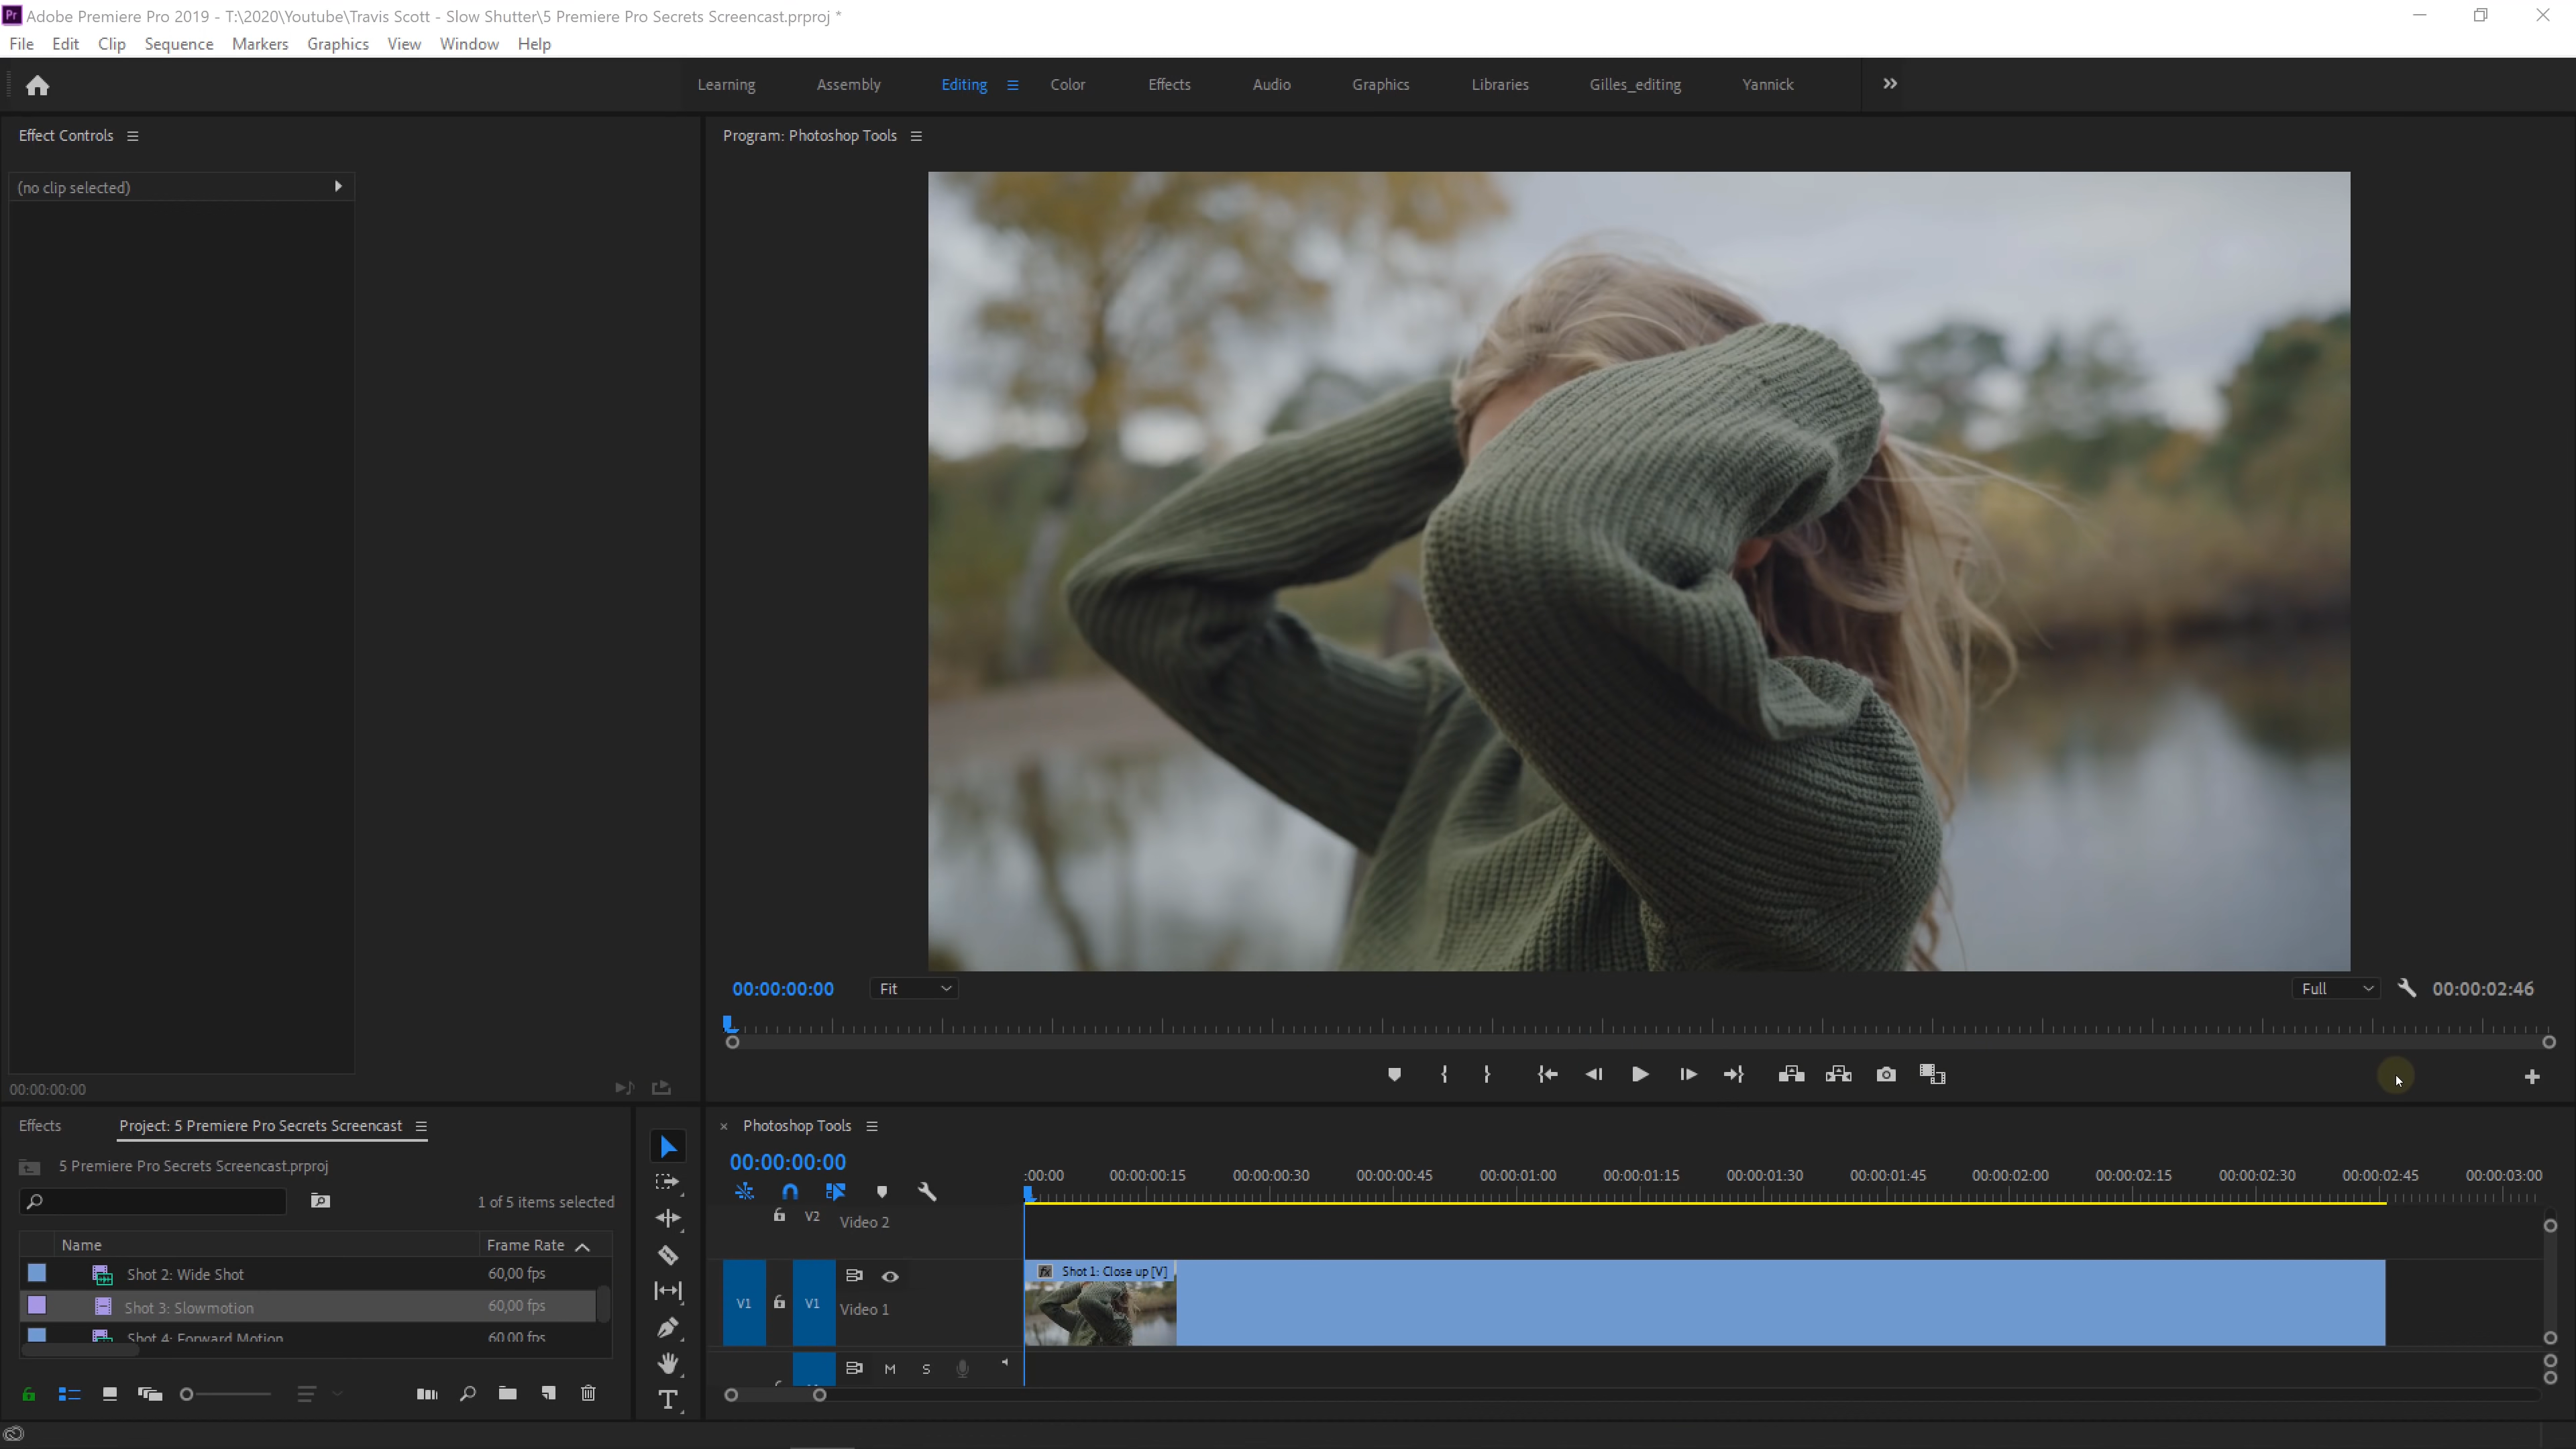 Pr Adobe Premiere Pro 2019 - T:\2020\Youtube\Travis Scott - Slow Shutter\5 Premiere Pro Secrets Screencast.prproj *
File Edit Clip Sequence Markers Graphics View Window Help
Learning Assembly Editing Color Effects Audio Graphics Libraries Gilles_editing Yannick
Effect Controls
Program: Photoshop Tools
(no clip selected)
00:00:00:00 Fit Full 00:00:02:46
00:00:00:00
Effects Project: 5 Premiere Pro Secrets Screencast
Photoshop Tools
5 Premiere Pro Secrets Screencast.prproj
00:00:00:00
:00:00 00:00:00:15 00:00:00:30 00:00:00:45 00:00:01:00 00:00:01:15 00:00:01:30 00:00:01:45 00:00:02:00 00:00:02:15 00:00:02:30 00:00:02:45 00:00:03:00
1 of 5 items selected
V2 Video 2
Name Frame Rate
Shot 2: Wide Shot 60,00 fps
Shot 3: Slowmotion 60,00 fps
Shot 4: Forward Motion 60,00 fps
fx Shot 1: Close up [V]
V1 V1 Video 1
M S